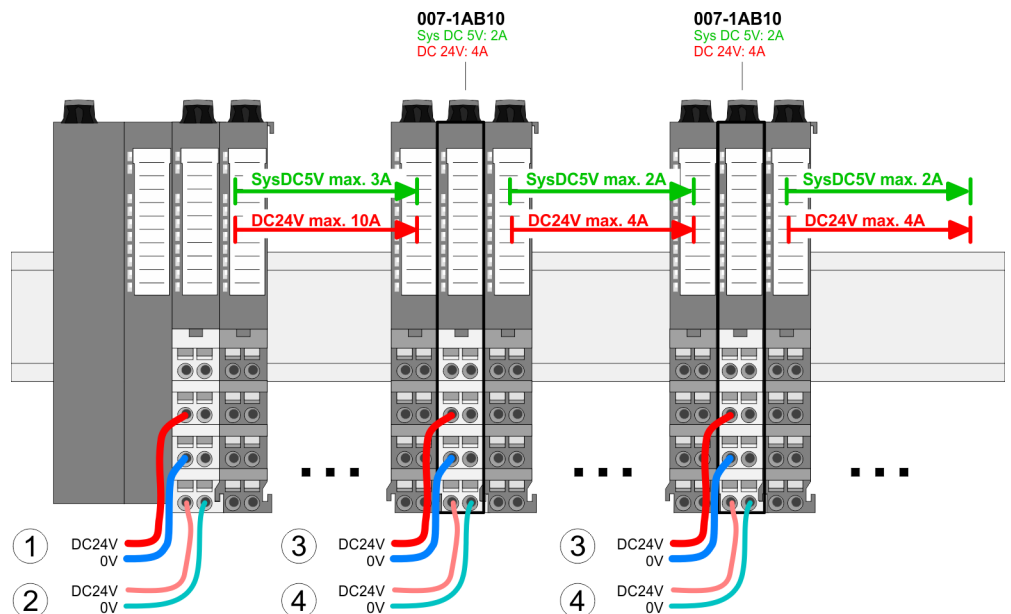 007-1AB10
Sys DC 5V: 2A
DC 24V: 4A
007-1AB10
Sys DC 5V: 2A
DC 24V: 4A
SysDC5V max. 3A
SysDC5V max. 2A
SysDC5V max. 2A
DC24V max. 10A
DC24V max. 4A
DC24V max. 4A
1
DC24V
0V
3
DC24V
0V
3
DC24V
0V
2
DC24V
0V
4
DC24V
0V
4
DC24V
0V